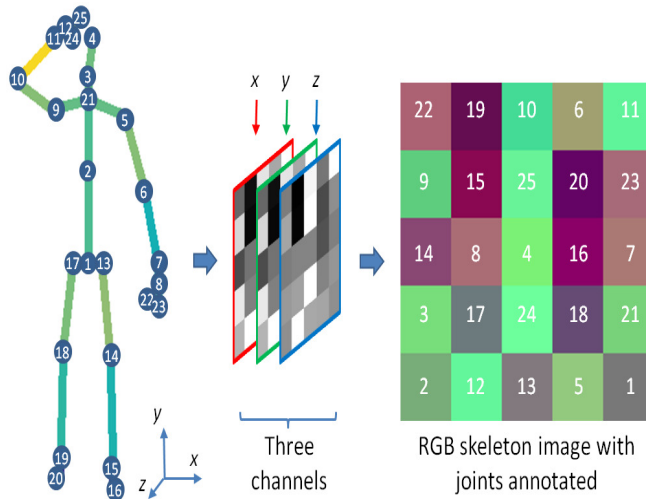 25
12
11 24 4
10
3
9 21 5
2 6
17 1 13 7
8
22 23
18 14
19 15
20 16
y
x
z
x y z
Three
channels
22 19 10 6 11
9 15 25 20 23
14 8 4 16 7
3 17 24 18 21
2 12 13 5 1
RGB skeleton image with
joints annotated